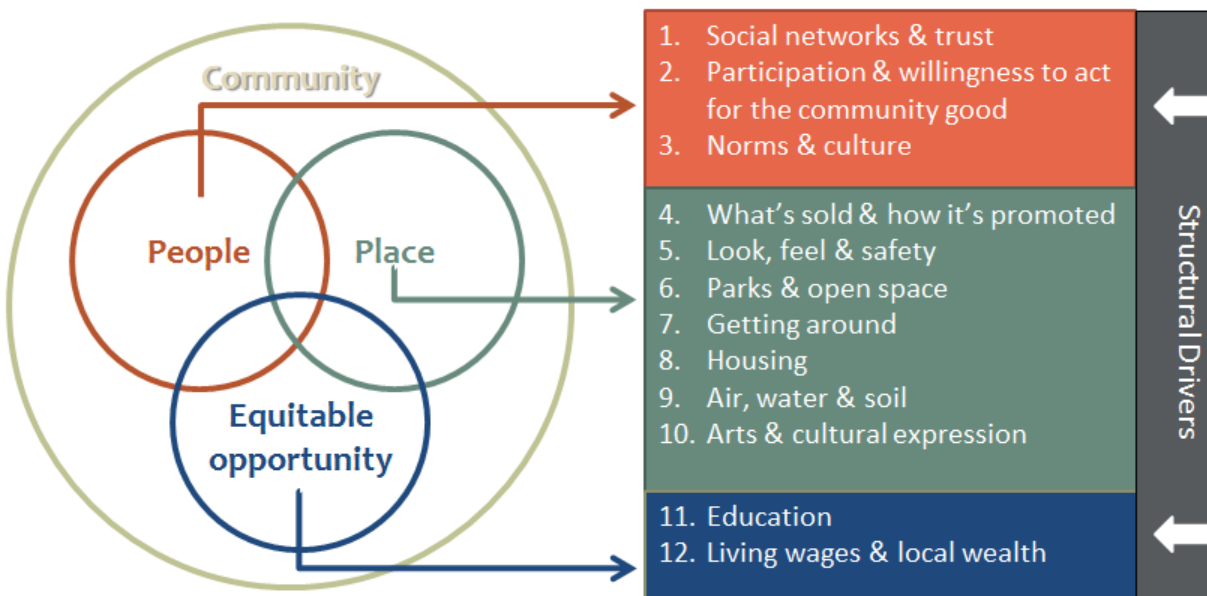 Community
People
Place
Equitable
opportunity
1. Social networks & trust
2. Participation & willingness to act
for the community good
3. Norms & culture
4. What's sold & how it's promoted
5. Look, feel & safety
6. Parks & open space
7. Getting around
8. Housing
9. Air, water & soil
10. Arts & cultural expression
11. Education
12. Living wages & local wealth
Structural Drivers